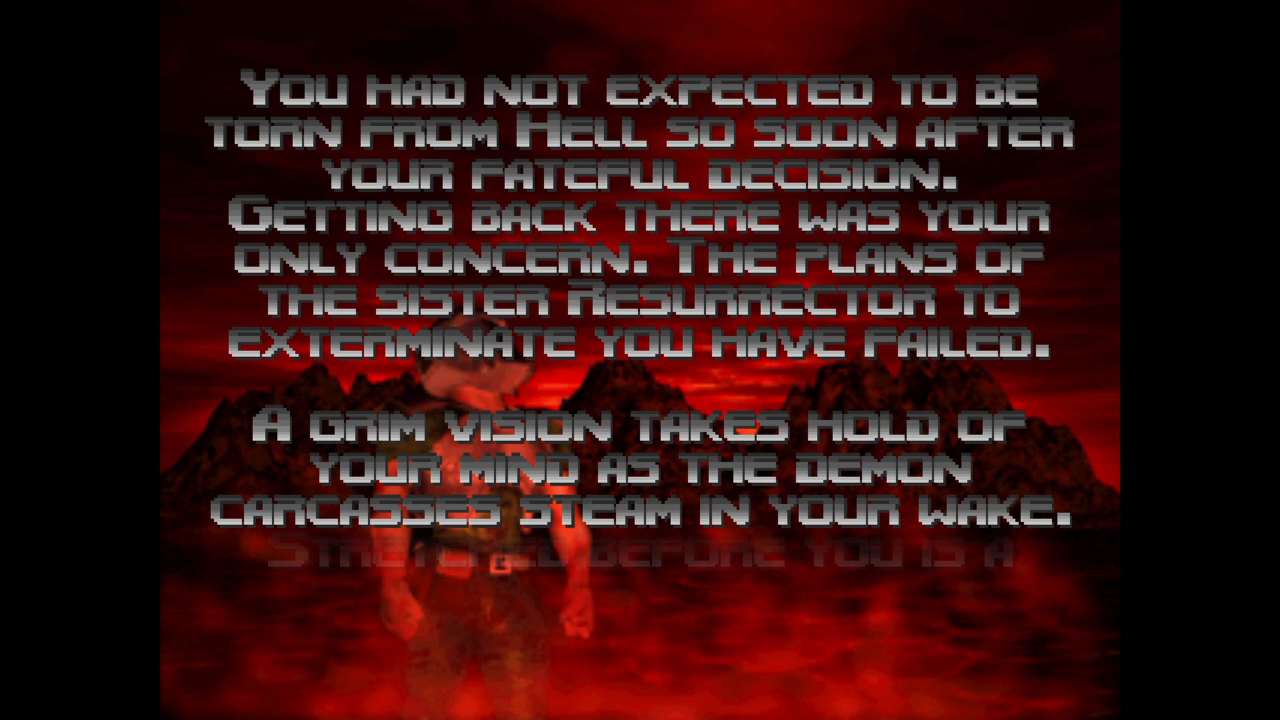 You had not expected to be
torn from Hell so soon after
your fateful decision.
Getting back there was your
only concern. The plans of
the sister Resurrector to
exterminate you have failed.
A grim vision takes hold of
your mind as the demon
carcasses steam in your wake.
Stretched before you is a